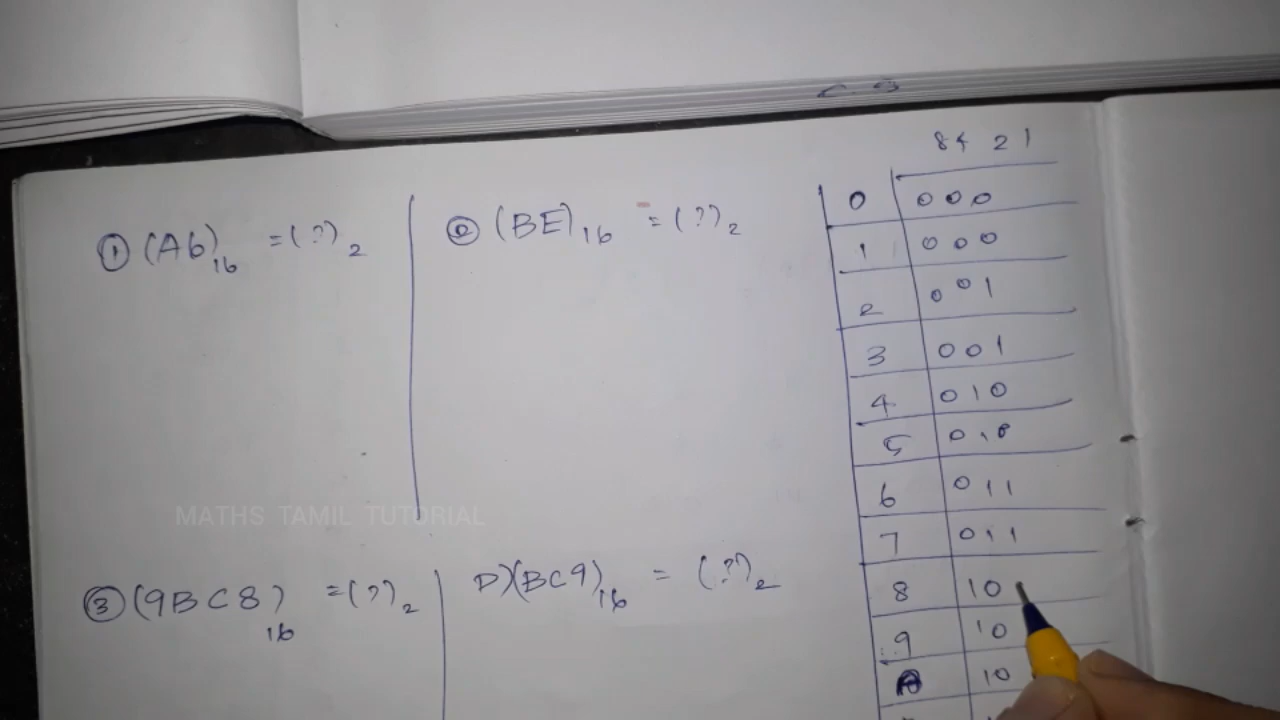 8 4 2 1
① (A6)₁₆ = (?)₂
② (BE)₁₆ = (?)₂
0 000
1 000
2 001
3 001
4 010
5 010
6 011
7 011
8 10
9 10
A 10
③ (9BC8)₁₆ = (?)₂
D) (BC9)₁₆ = (?)₂
MATHS TAMIL TUTORIAL